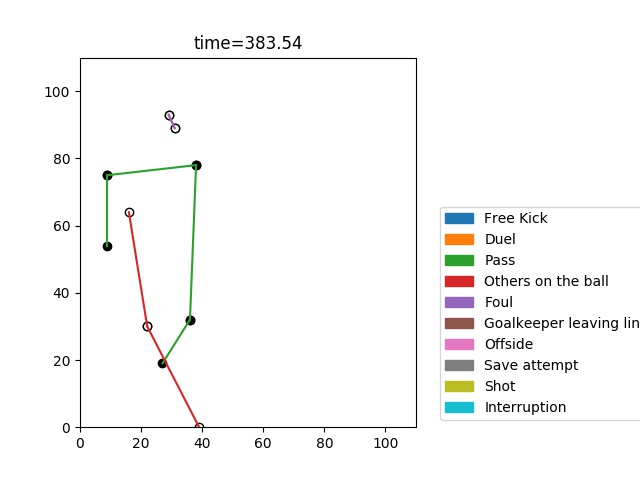 time=383.54
100
80
60
40
20
0
0 20 40 60 80 100
Free Kick
Duel
Pass
Others on the ball
Foul
Goalkeeper leaving lin
Offside
Save attempt
Shot
Interruption